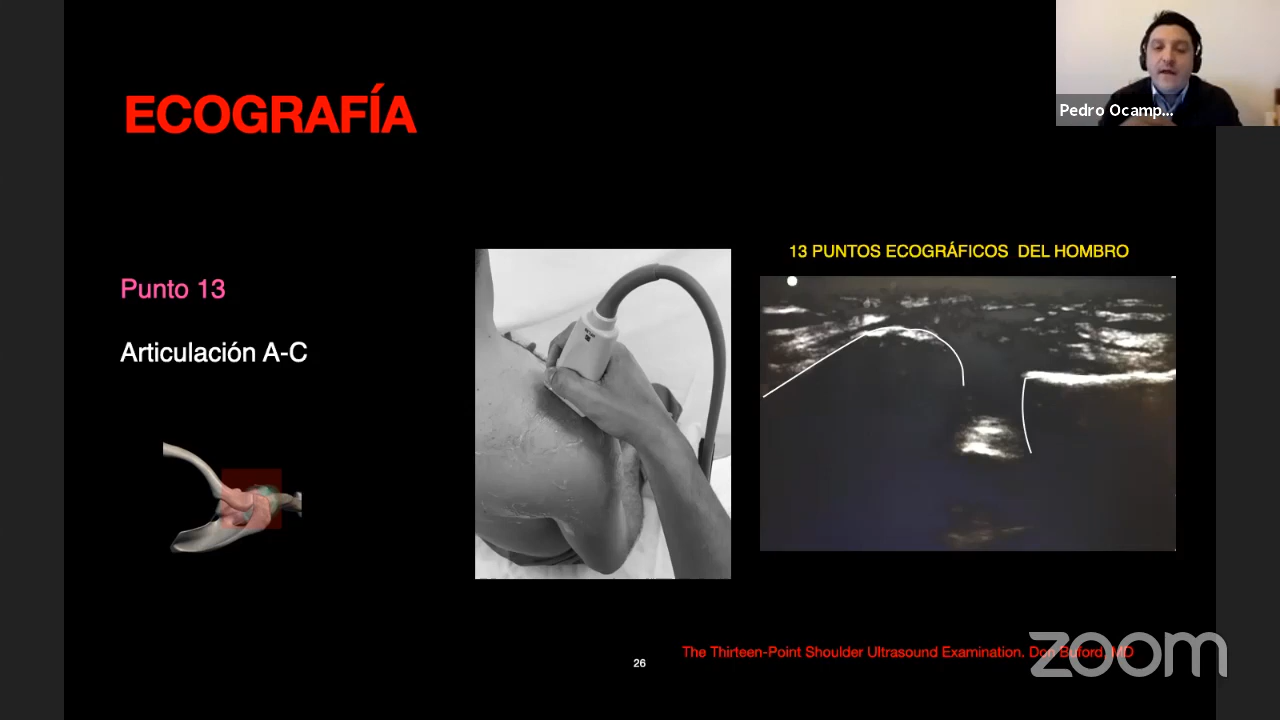 ECOGRAFÍA
Pedro Ocamp...
13 PUNTOS ECOGRÁFICOS DEL HOMBRO
Punto 13
Articulación A-C
The Thirteen-Point Shoulder Ultrasound Examination. Don Buford, MD
26
zoom